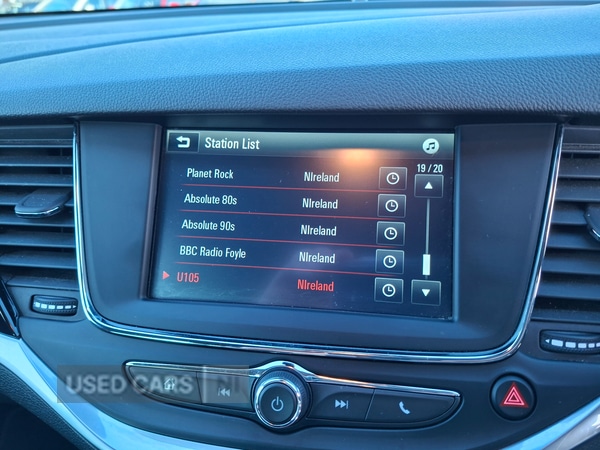 Station List
19 / 20
Planet Rock NIreland
Absolute 80s NIreland
Absolute 90s NIreland
BBC Radio Foyle NIreland
U105 NIreland
USED CARS NI